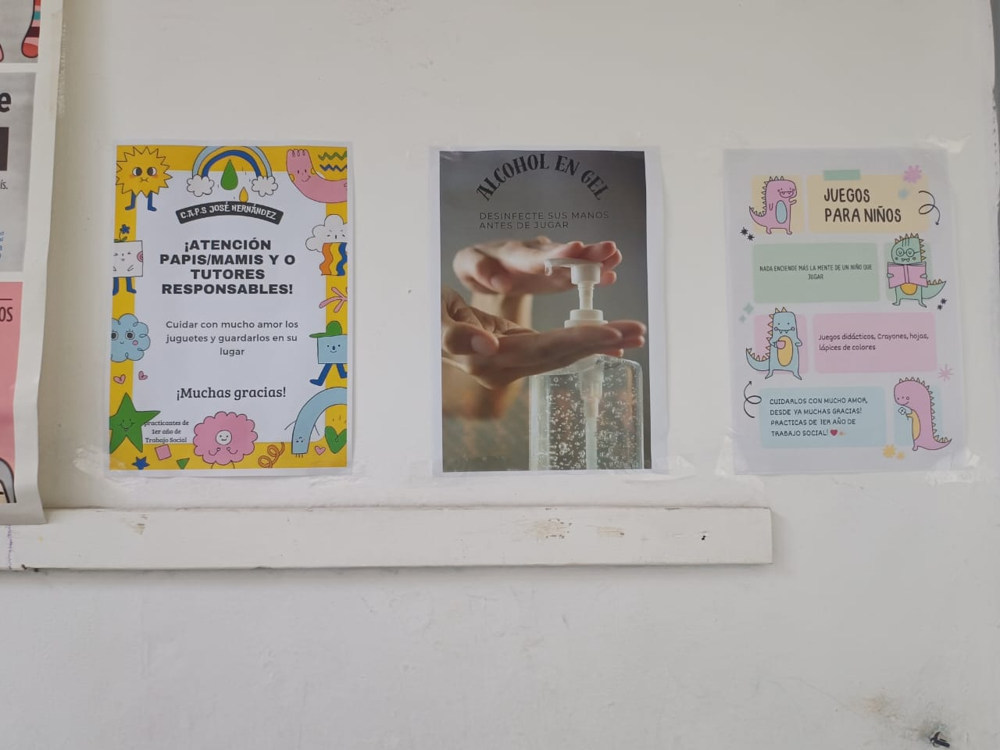 e
ís.
OS
C.A.P.S JOSÉ HERNÁNDEZ
¡ATENCIÓN
PAPIS/MAMIS Y O
TUTORES
RESPONSABLES!
Cuidar con mucho amor los
juguetes y guardarlos en su
lugar
¡Muchas gracias!
practicantes de
1er año de
Trabajo Social
ALCOHOL EN GEL
DESINFECTE SUS MANOS
ANTES DE JUGAR
JUEGOS
PARA NIÑOS
NADA ENCIENDE MÁS LA MENTE DE UN NIÑO QUE
JUGAR
Juegos didácticos, Crayones, hojas,
lápices de colores
CUIDARLOS CON MUCHO AMOR,
DESDE YA MUCHAS GRACIAS!
PRACTICAS DE 1ER AÑO DE
TRABAJO SOCIAL!